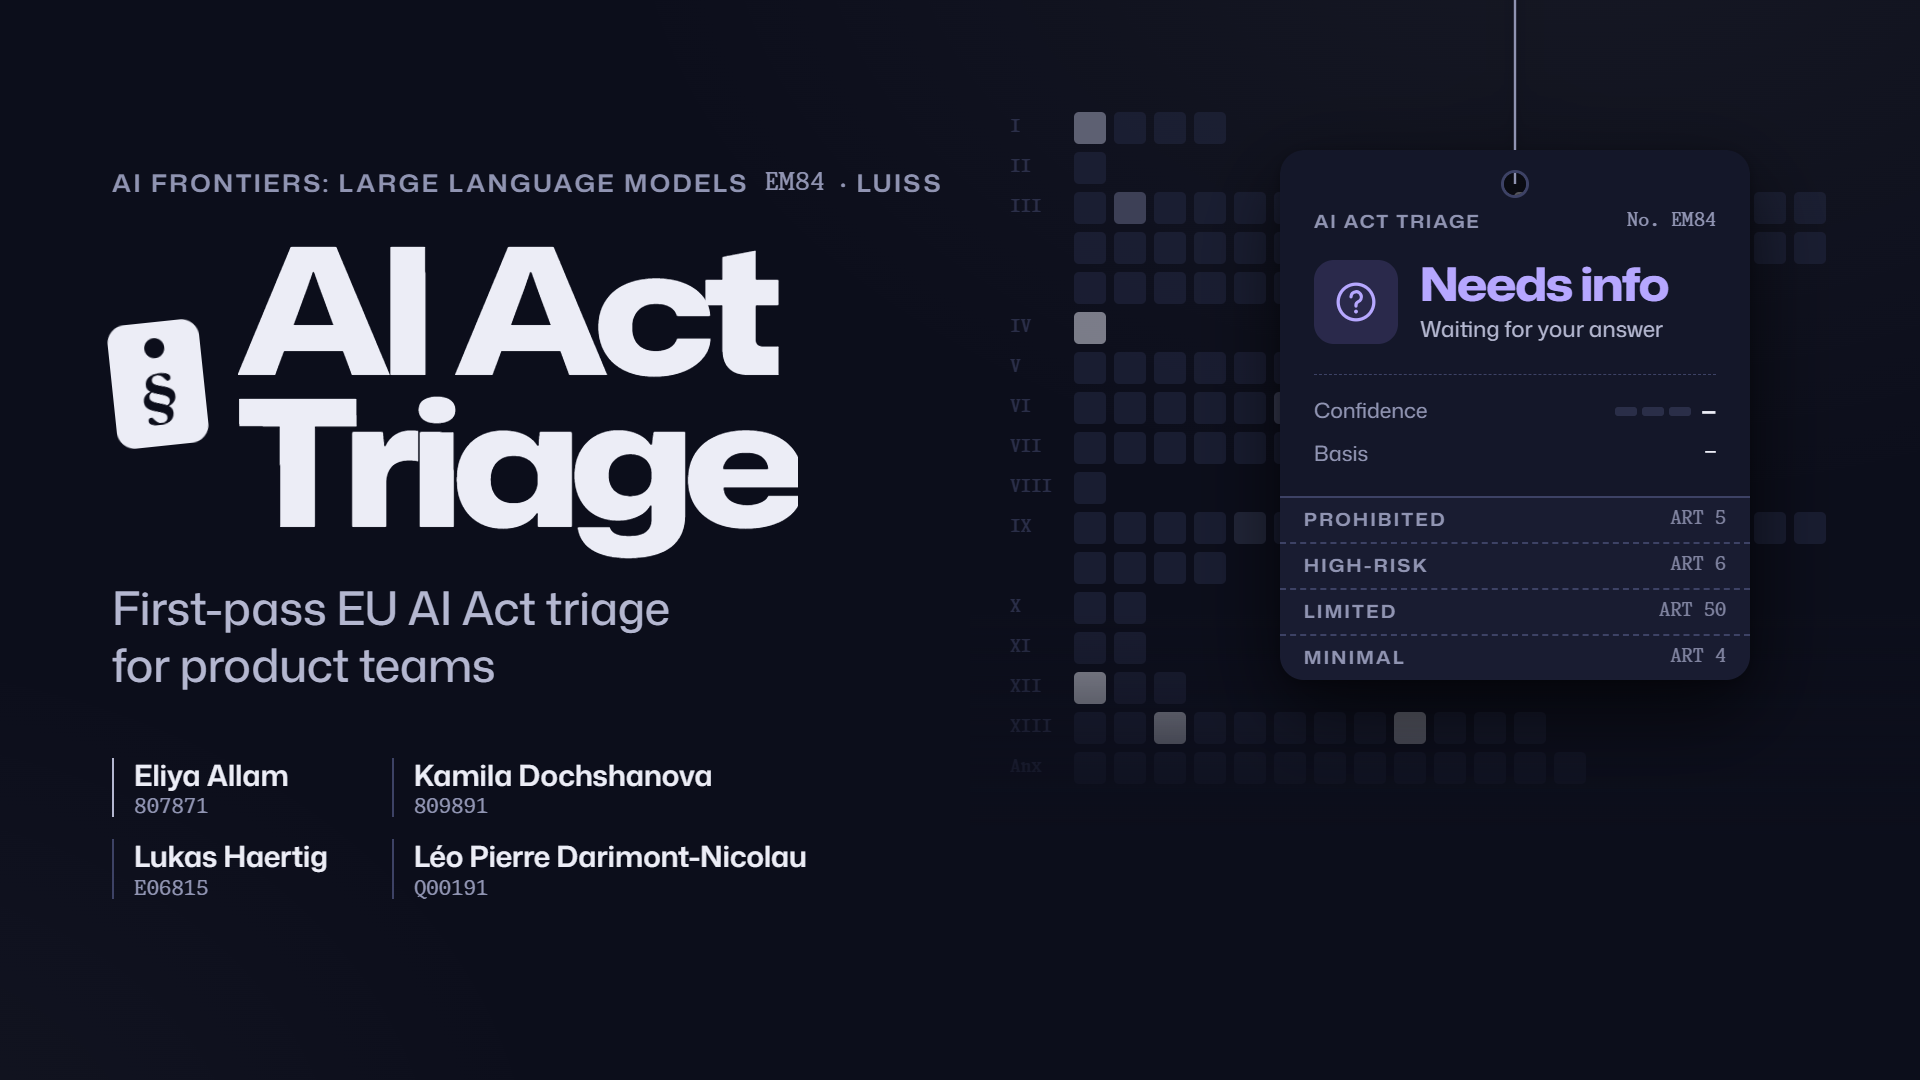 AI FRONTIERS: LARGE LANGUAGE MODELS EM84 · LUISS
§
AI Act
Triage
First-pass EU AI Act triage
for product teams
Eliya Allam
807871
Kamila Dochshanova
809891
Lukas Haertig
E06815
Léo Pierre Darimont-Nicolau
Q00191
I
II
III
IV
V
VI
VII
VIII
IX
X
XI
XII
XIII
Anx
AI ACT TRIAGE No. EM84
Needs info
Waiting for your answer
Confidence –
Basis –
PROHIBITED ART 5
HIGH-RISK ART 6
LIMITED ART 50
MINIMAL ART 4